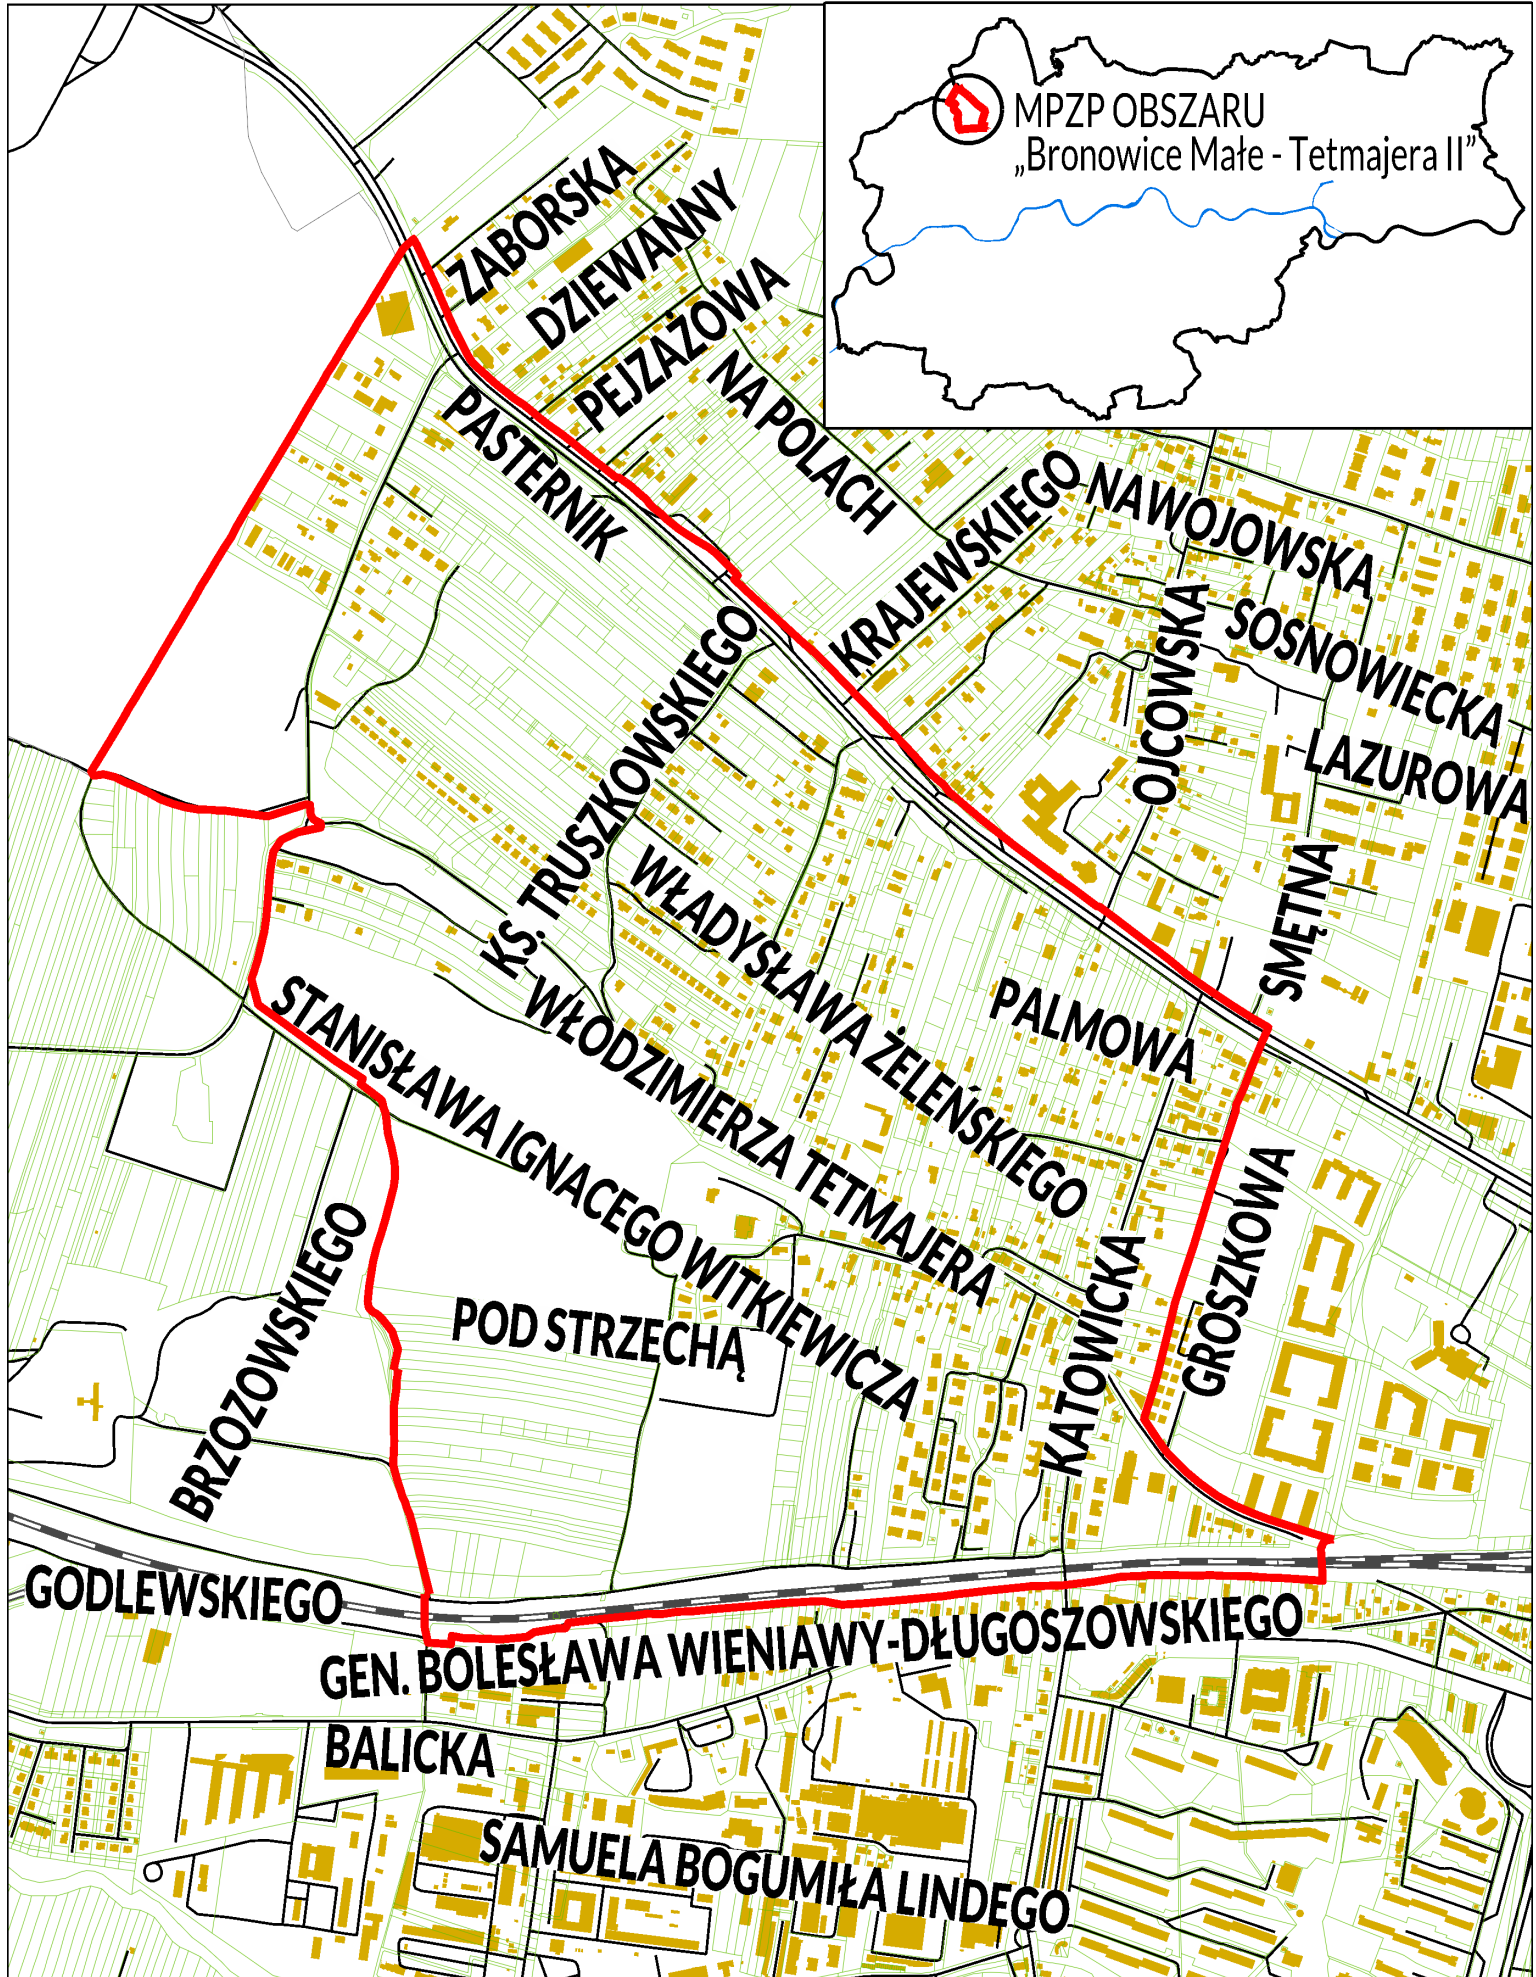 MPZP OBSZARU
„Bronowice Małe - Tetmajera II”
ZABORSKA
DZIEWANNY
PEJZAŻOWA
NA POLACH
PASTERNIK
KRAJEWSKIEGO
NAWOJOWSKA
SOSNOWIECKA
OJCOWSKA
LAZUROWA
KS. TRUSZKOWSKIEGO
WŁADYSŁAWA ŻELEŃSKIEGO
SMĘTNA
PALMOWA
STANISŁAWA IGNACEGO WITKIEWICZA
WŁODZIMIERZA TETMAJERA
GROSZKOWA
KATOWICKA
BRZOZOWSKIEGO
POD STRZECHĄ
GODLEWSKIEGO
GEN. BOLESŁAWA WIENIAWY-DŁUGOSZOWSKIEGO
BALICKA
SAMUELA BOGUMIŁA LINDEGO